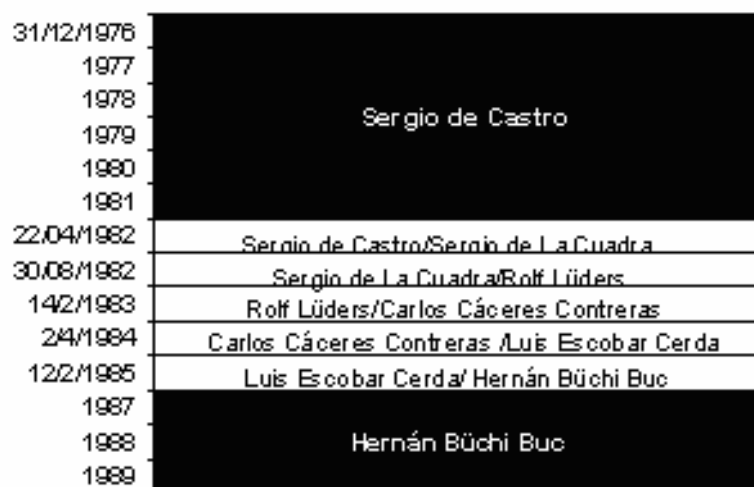 31/12/1976
1977
1978
Sergio de Castro
1979
1980
1981
22/04/1982 Sergio de Castro/Sergio de La Cuadra
30/08/1982 Sergio de La Cuadra/Rolf Lüders
14/2/1983 Rolf Lüders/Carlos Cáceres Contreras
2/4/1984 Carlos Cáceres Contreras /Luis Escobar Cerda
12/2/1985 Luis Escobar Cerda/ Hernán Büchi Buc
1987
1988 Hernán Büchi Buc
1989